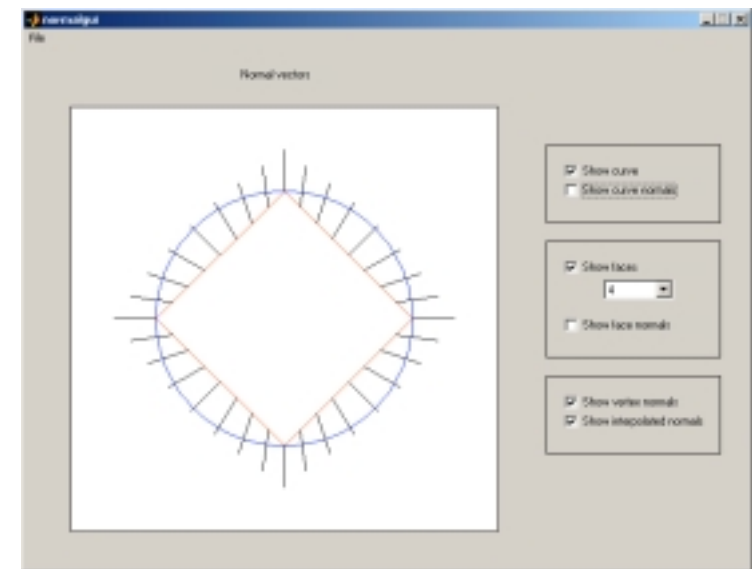 normalgui
File
Normal vectors
Show curve
Show curve normals
Show faces
4
Show face normals
Show vertex normals
Show interpolated normals